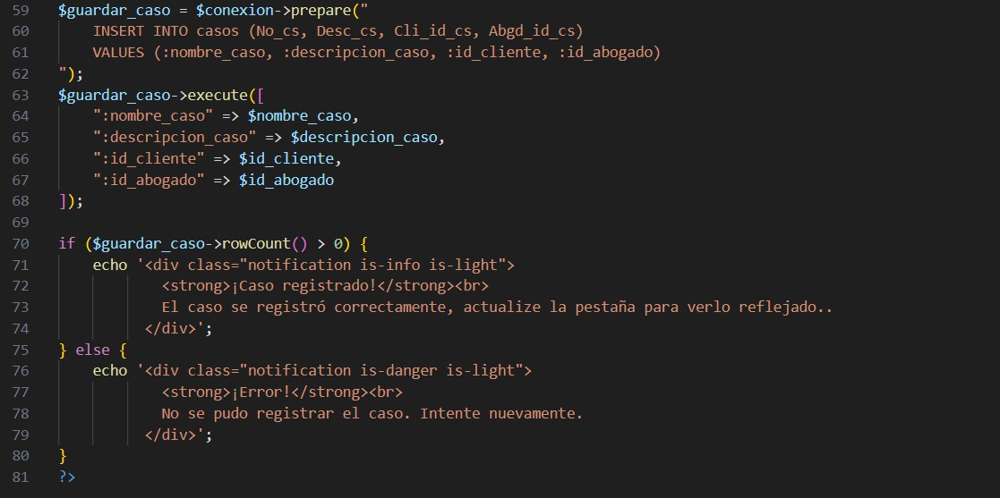 59 $guardar_caso = $conexion->prepare("
60 INSERT INTO casos (No_cs, Desc_cs, Cli_id_cs, Abgd_id_cs)
61 VALUES (:nombre_caso, :descripcion_caso, :id_cliente, :id_abogado)
62 ");
63 $guardar_caso->execute([
64 ":nombre_caso" => $nombre_caso,
65 ":descripcion_caso" => $descripcion_caso,
66 ":id_cliente" => $id_cliente,
67 ":id_abogado" => $id_abogado
68 ]);
69
70 if ($guardar_caso->rowCount() > 0) {
71 echo '<div class="notification is-info is-light">
72 <strong>¡Caso registrado!</strong><br>
73 El caso se registró correctamente, actualize la pestaña para verlo reflejado..
74 </div>';
75 } else {
76 echo '<div class="notification is-danger is-light">
77 <strong>¡Error!</strong><br>
78 No se pudo registrar el caso. Intente nuevamente.
79 </div>';
80 }
81 ?>